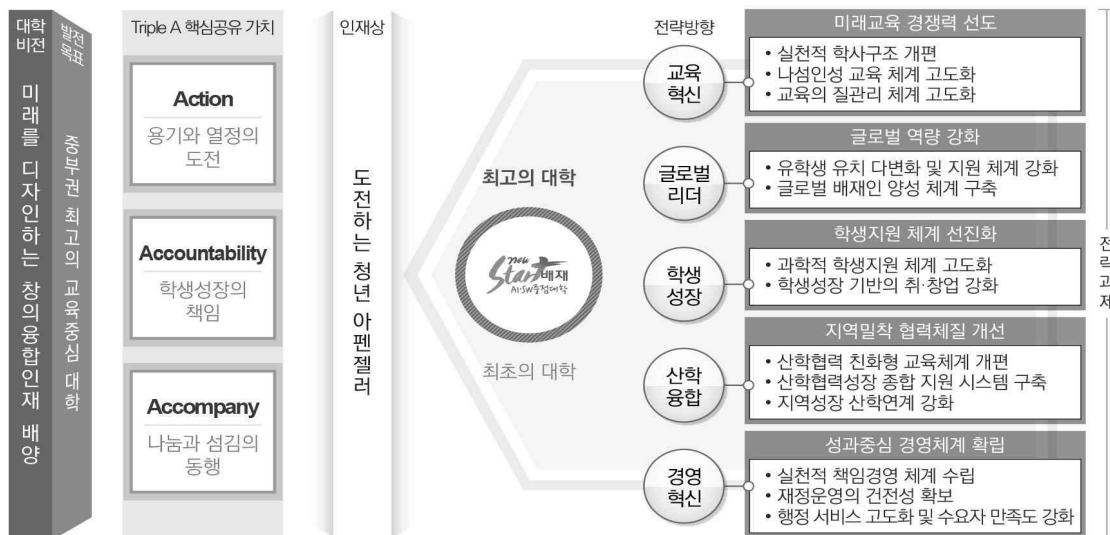 대학
비전
미래를 디자인하는 창의융합인재 배양
발전
목표
중부권 최고의 교육중심 대학
Triple A 핵심공유 가치
Action
용기와 열정의
도전
Accountability
학생성장의
책임
Accompany
나눔과 섬김의
동행
인재상
도전하는 청년 아펜젤러
최고의 대학
new
Start 배재
AI·SW중점대학
최초의 대학
전략방향
교육
혁신
미래교육 경쟁력 선도
• 실천적 학사구조 개편
• 나섬인성 교육 체계 고도화
• 교육의 질관리 체계 고도화
글로벌
리더
글로벌 역량 강화
• 유학생 유치 다변화 및 지원 체계 강화
• 글로벌 배재인 양성 체계 구축
학생
성장
학생지원 체계 선진화
• 과학적 학생지원 체계 고도화
• 학생성장 기반의 취·창업 강화
산학
융합
지역밀착 협력체질 개선
• 산학협력 친화형 교육체계 개편
• 산학협력성장 종합 지원 시스템 구축
• 지역성장 산학연계 강화
경영
혁신
성과중심 경영체계 확립
• 실천적 책임경영 체계 수립
• 재정운영의 건전성 확보
• 행정 서비스 고도화 및 수요자 만족도 강화
전략과제